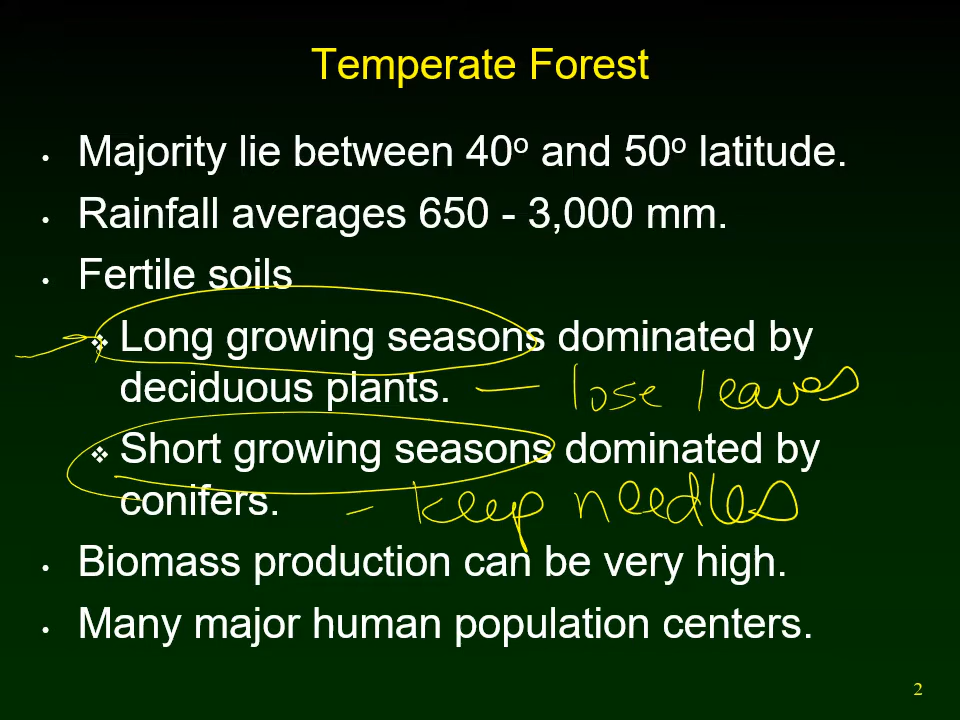 Temperate Forest
• Majority lie between 40° and 50° latitude.
• Rainfall averages 650 - 3,000 mm.
• Fertile soils
❖ Long growing seasons dominated by
deciduous plants. — lose leaves
❖ Short growing seasons dominated by
conifers. – keep needles
• Biomass production can be very high.
• Many major human population centers.
2